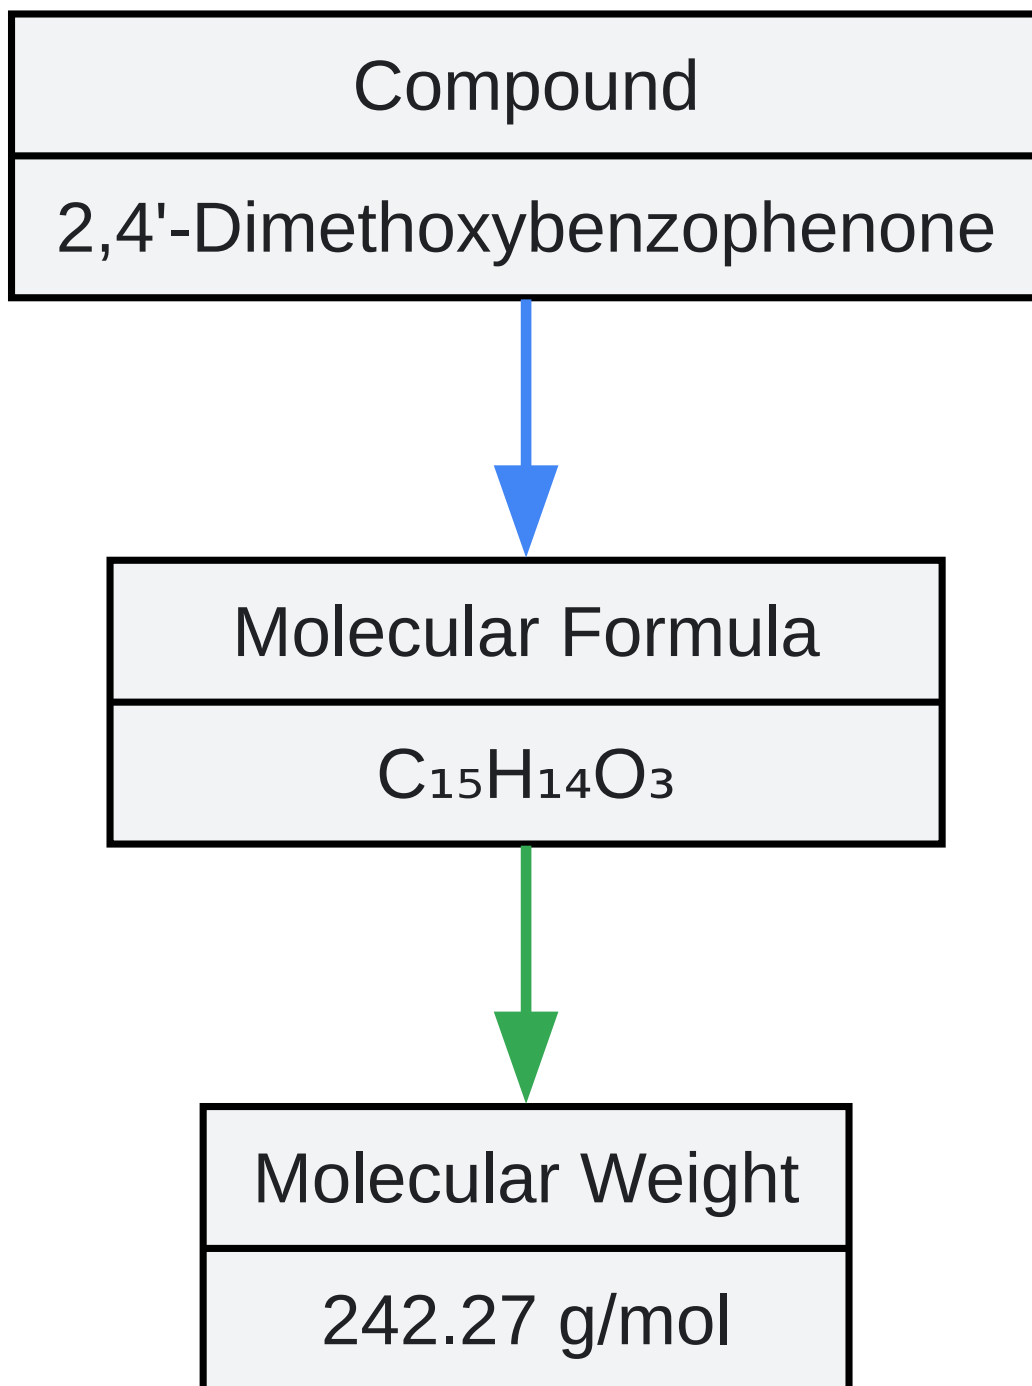 Compound
2,4'-Dimethoxybenzophenone
Molecular Formula
C₁₅H₁₄O₃
Molecular Weight
242.27 g/mol